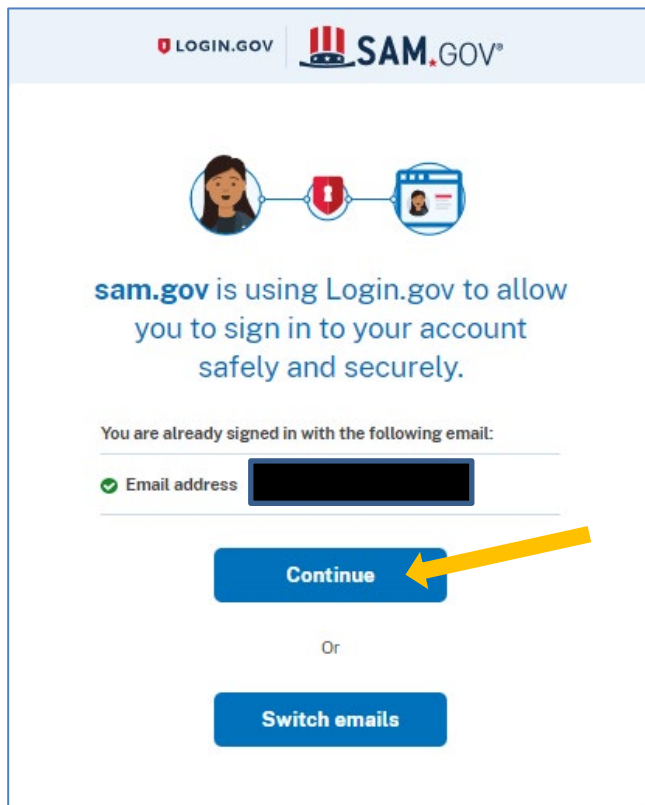 LOGIN.GOV SAM.GOV®
sam.gov is using Login.gov to allow
you to sign in to your account
safely and securely.
You are already signed in with the following email:
Email address
Continue
Or
Switch emails